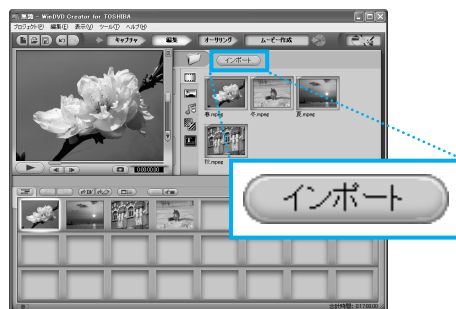 無題 - WinDVD Creator for TOSHIBA
プロジェクト(P) 編集(E) 表示(V) ツール(T) ヘルプ(H)
キャプチャ 編集 オーサリング ムービー作成
インポート
春.mpeg 冬.mpeg 夏.mpeg
秋.mpeg
インポート